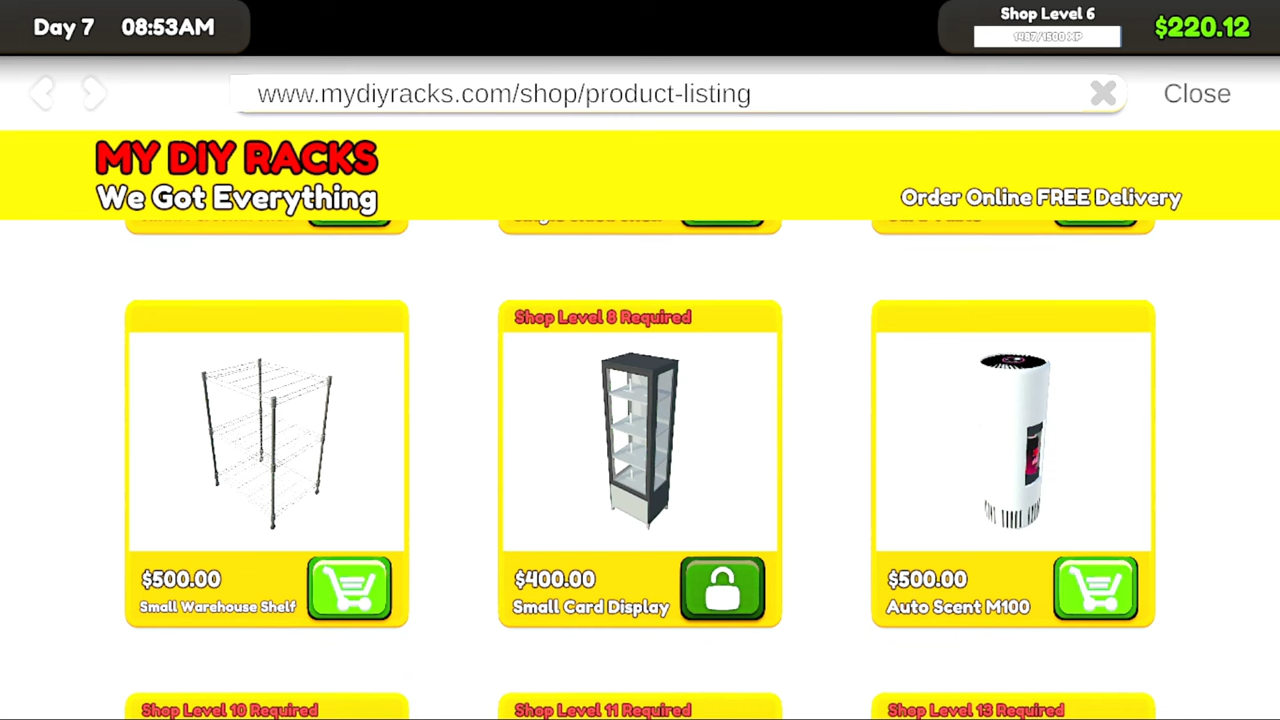 Day 7 08:53AM
Shop Level 6
1487/1500 XP
$220.12
www.mydiyracks.com/shop/product-listing
Close
MY DIY RACKS
We Got Everything
Order Online FREE Delivery
Shop Level 8 Required
$500.00
Small Warehouse Shelf
$400.00
Small Card Display
$500.00
Auto Scent M100
Shop Level 10 Required
Shop Level 11 Required
Shop Level 13 Required